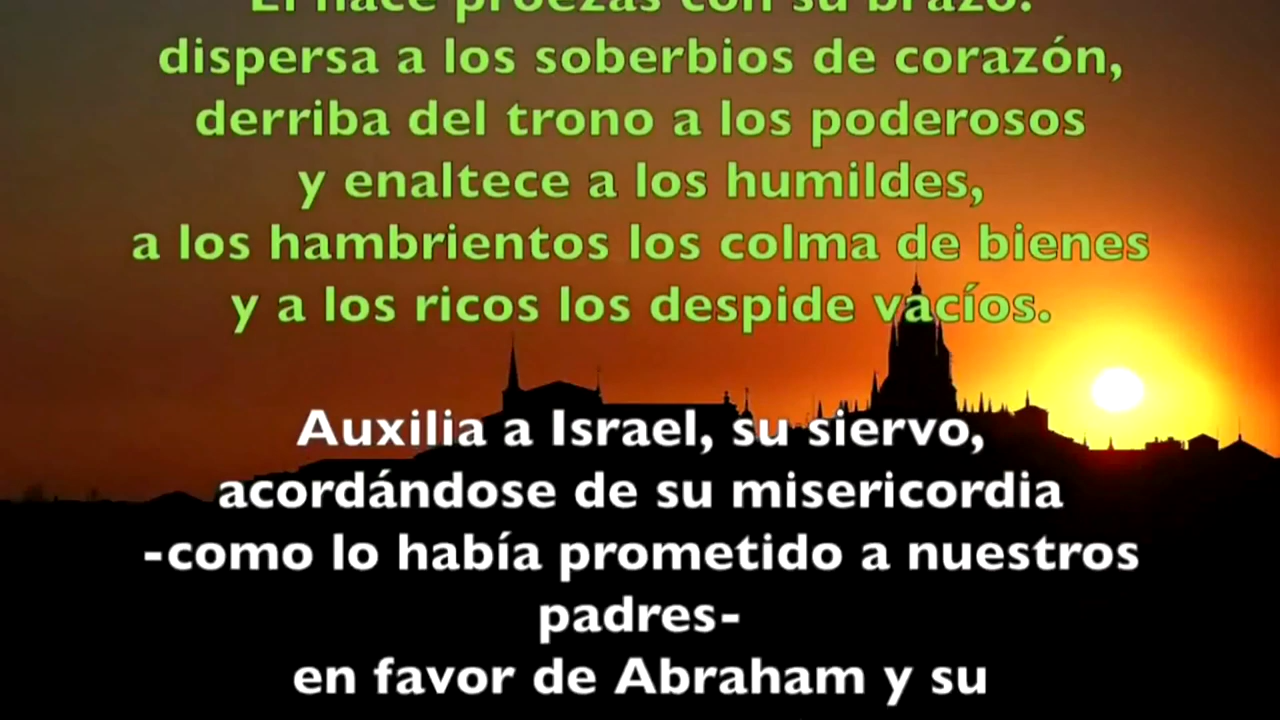 Él hace proezas con su brazo:
dispersa a los soberbios de corazón,
derriba del trono a los poderosos
y enaltece a los humildes,
a los hambrientos los colma de bienes
y a los ricos los despide vacíos.
Auxilia a Israel, su siervo,
acordándose de su misericordia
-como lo había prometido a nuestros
padres-
en favor de Abraham y su